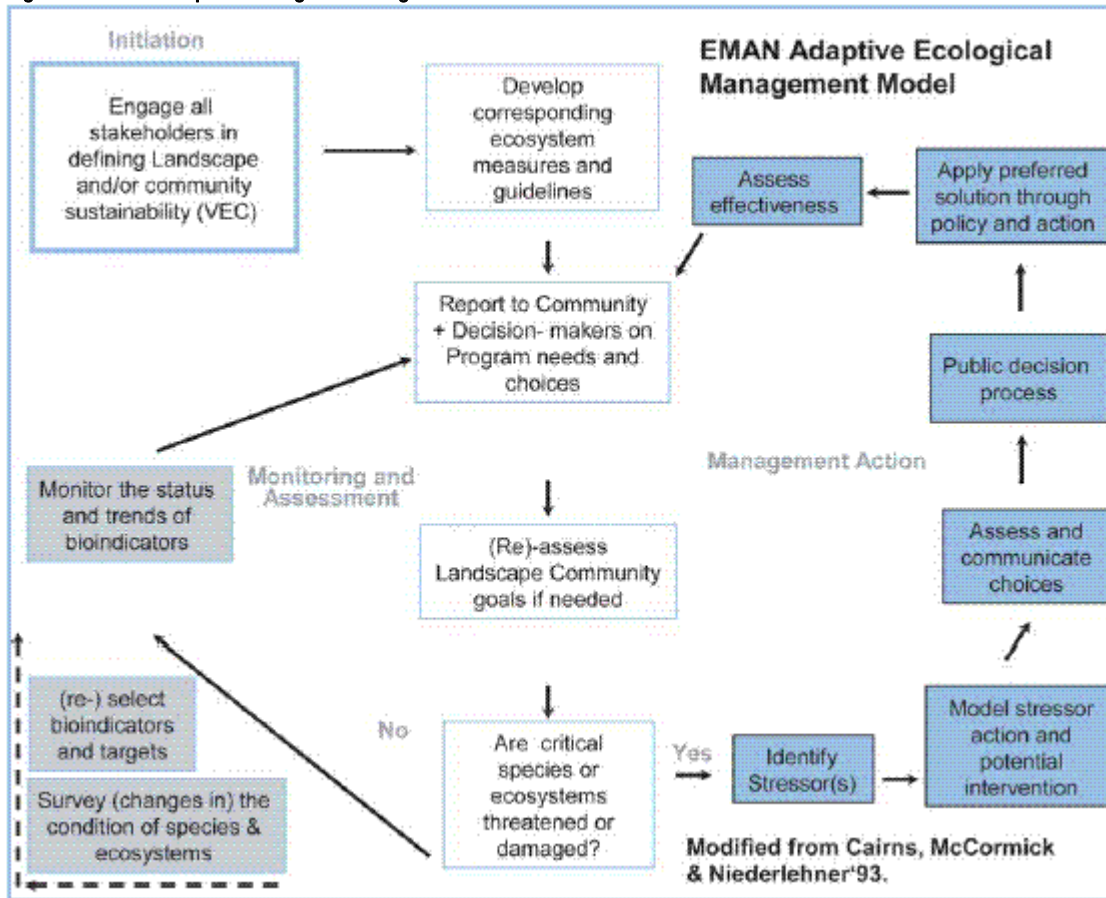 Initiation
EMAN Adaptive Ecological
Management Model
Engage all
stakeholders in
defining Landscape
and/or community
sustainability (VEC)
Develop
corresponding
ecosystem
measures and
guidelines
Assess
effectiveness
Apply preferred
solution through
policy and action
Report to Community
+ Decision- makers on
Program needs and
choices
Public decision
process
Monitoring and
Assessment
Management Action
Monitor the status
and trends of
bioindicators
(Re)-assess
Landscape Community
goals if needed
Assess and
communicate
choices
(re-) select
bioindicators
and targets
No
Are critical
species or
ecosystems
threatened or
damaged?
Yes
Identify
Stressor(s)
Model stressor
action and
potential
intervention
Survey (changes in) the
condition of species &
ecosystems
Modified from Cairns, McCormick
& Niederlehner'93.